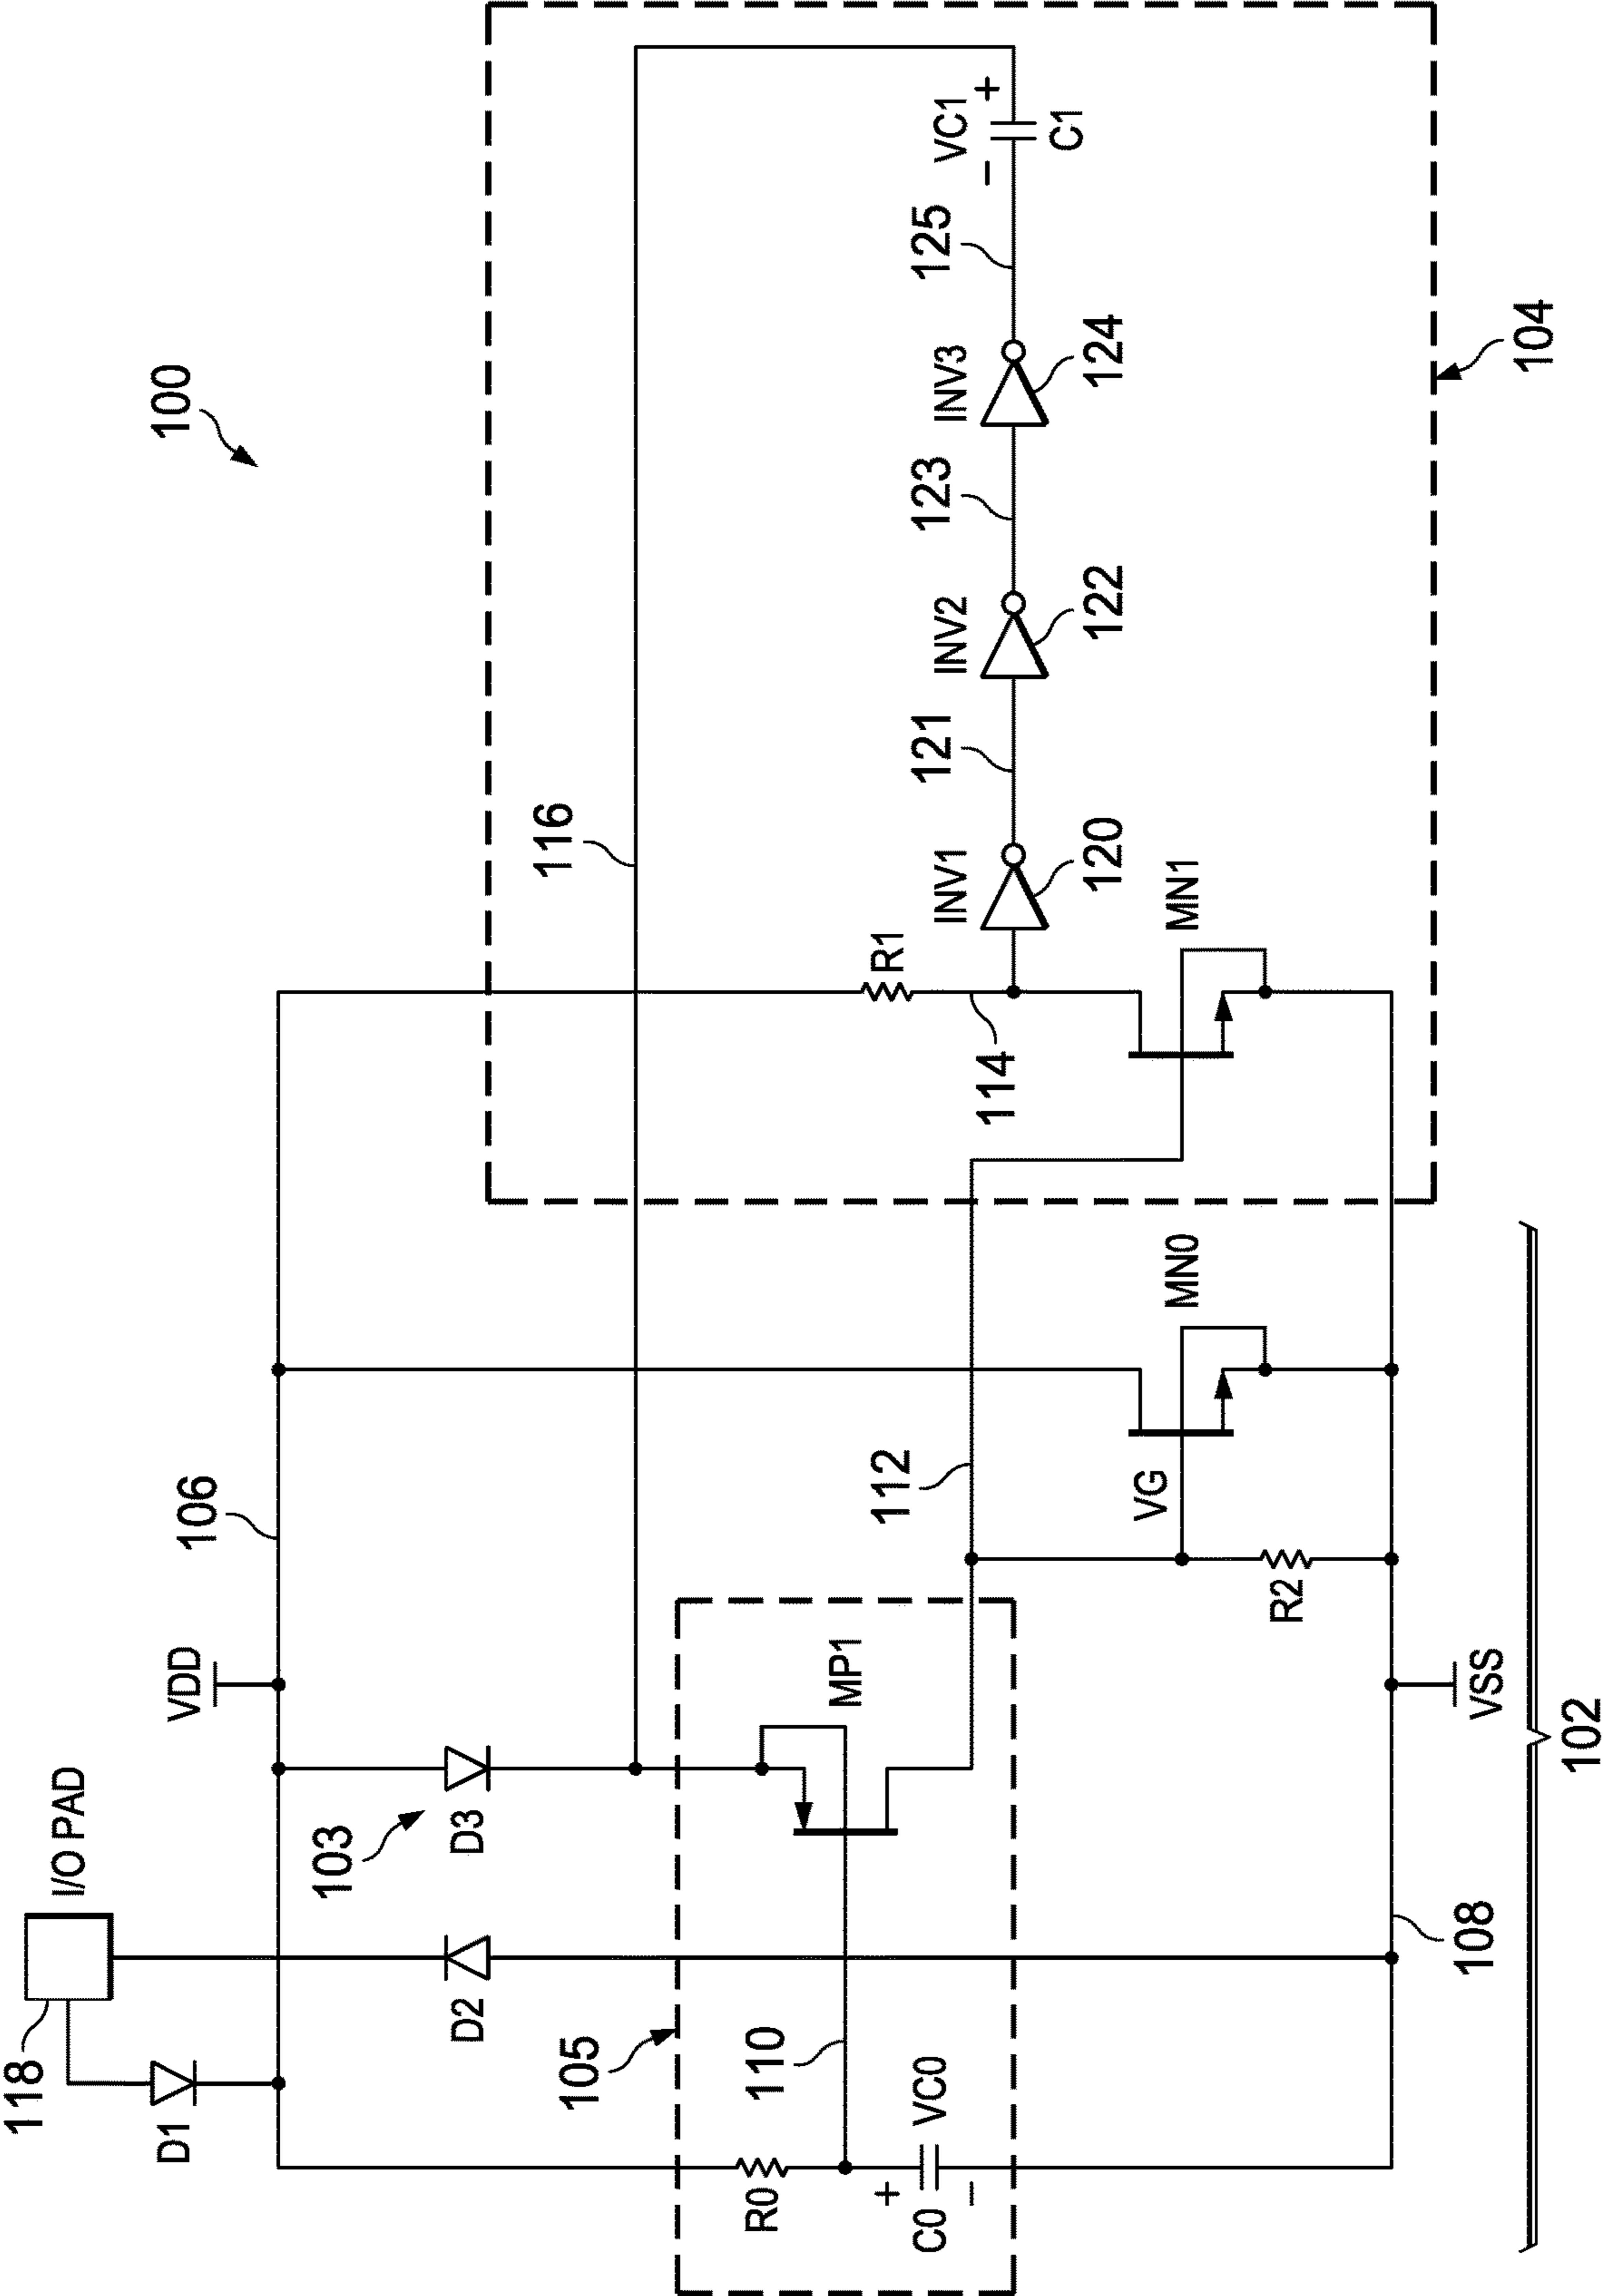 100
118
I/O PAD
D1
VDD
106
103
D3
D2
116
105
R0
110
MP1
C0
+
−
VC0
112
VG
R2
MN0
R1
114
INV1
120
121
INV2
122
123
INV3
124
125
VC1
+
−
C1
MN1
108
VSS
102
104